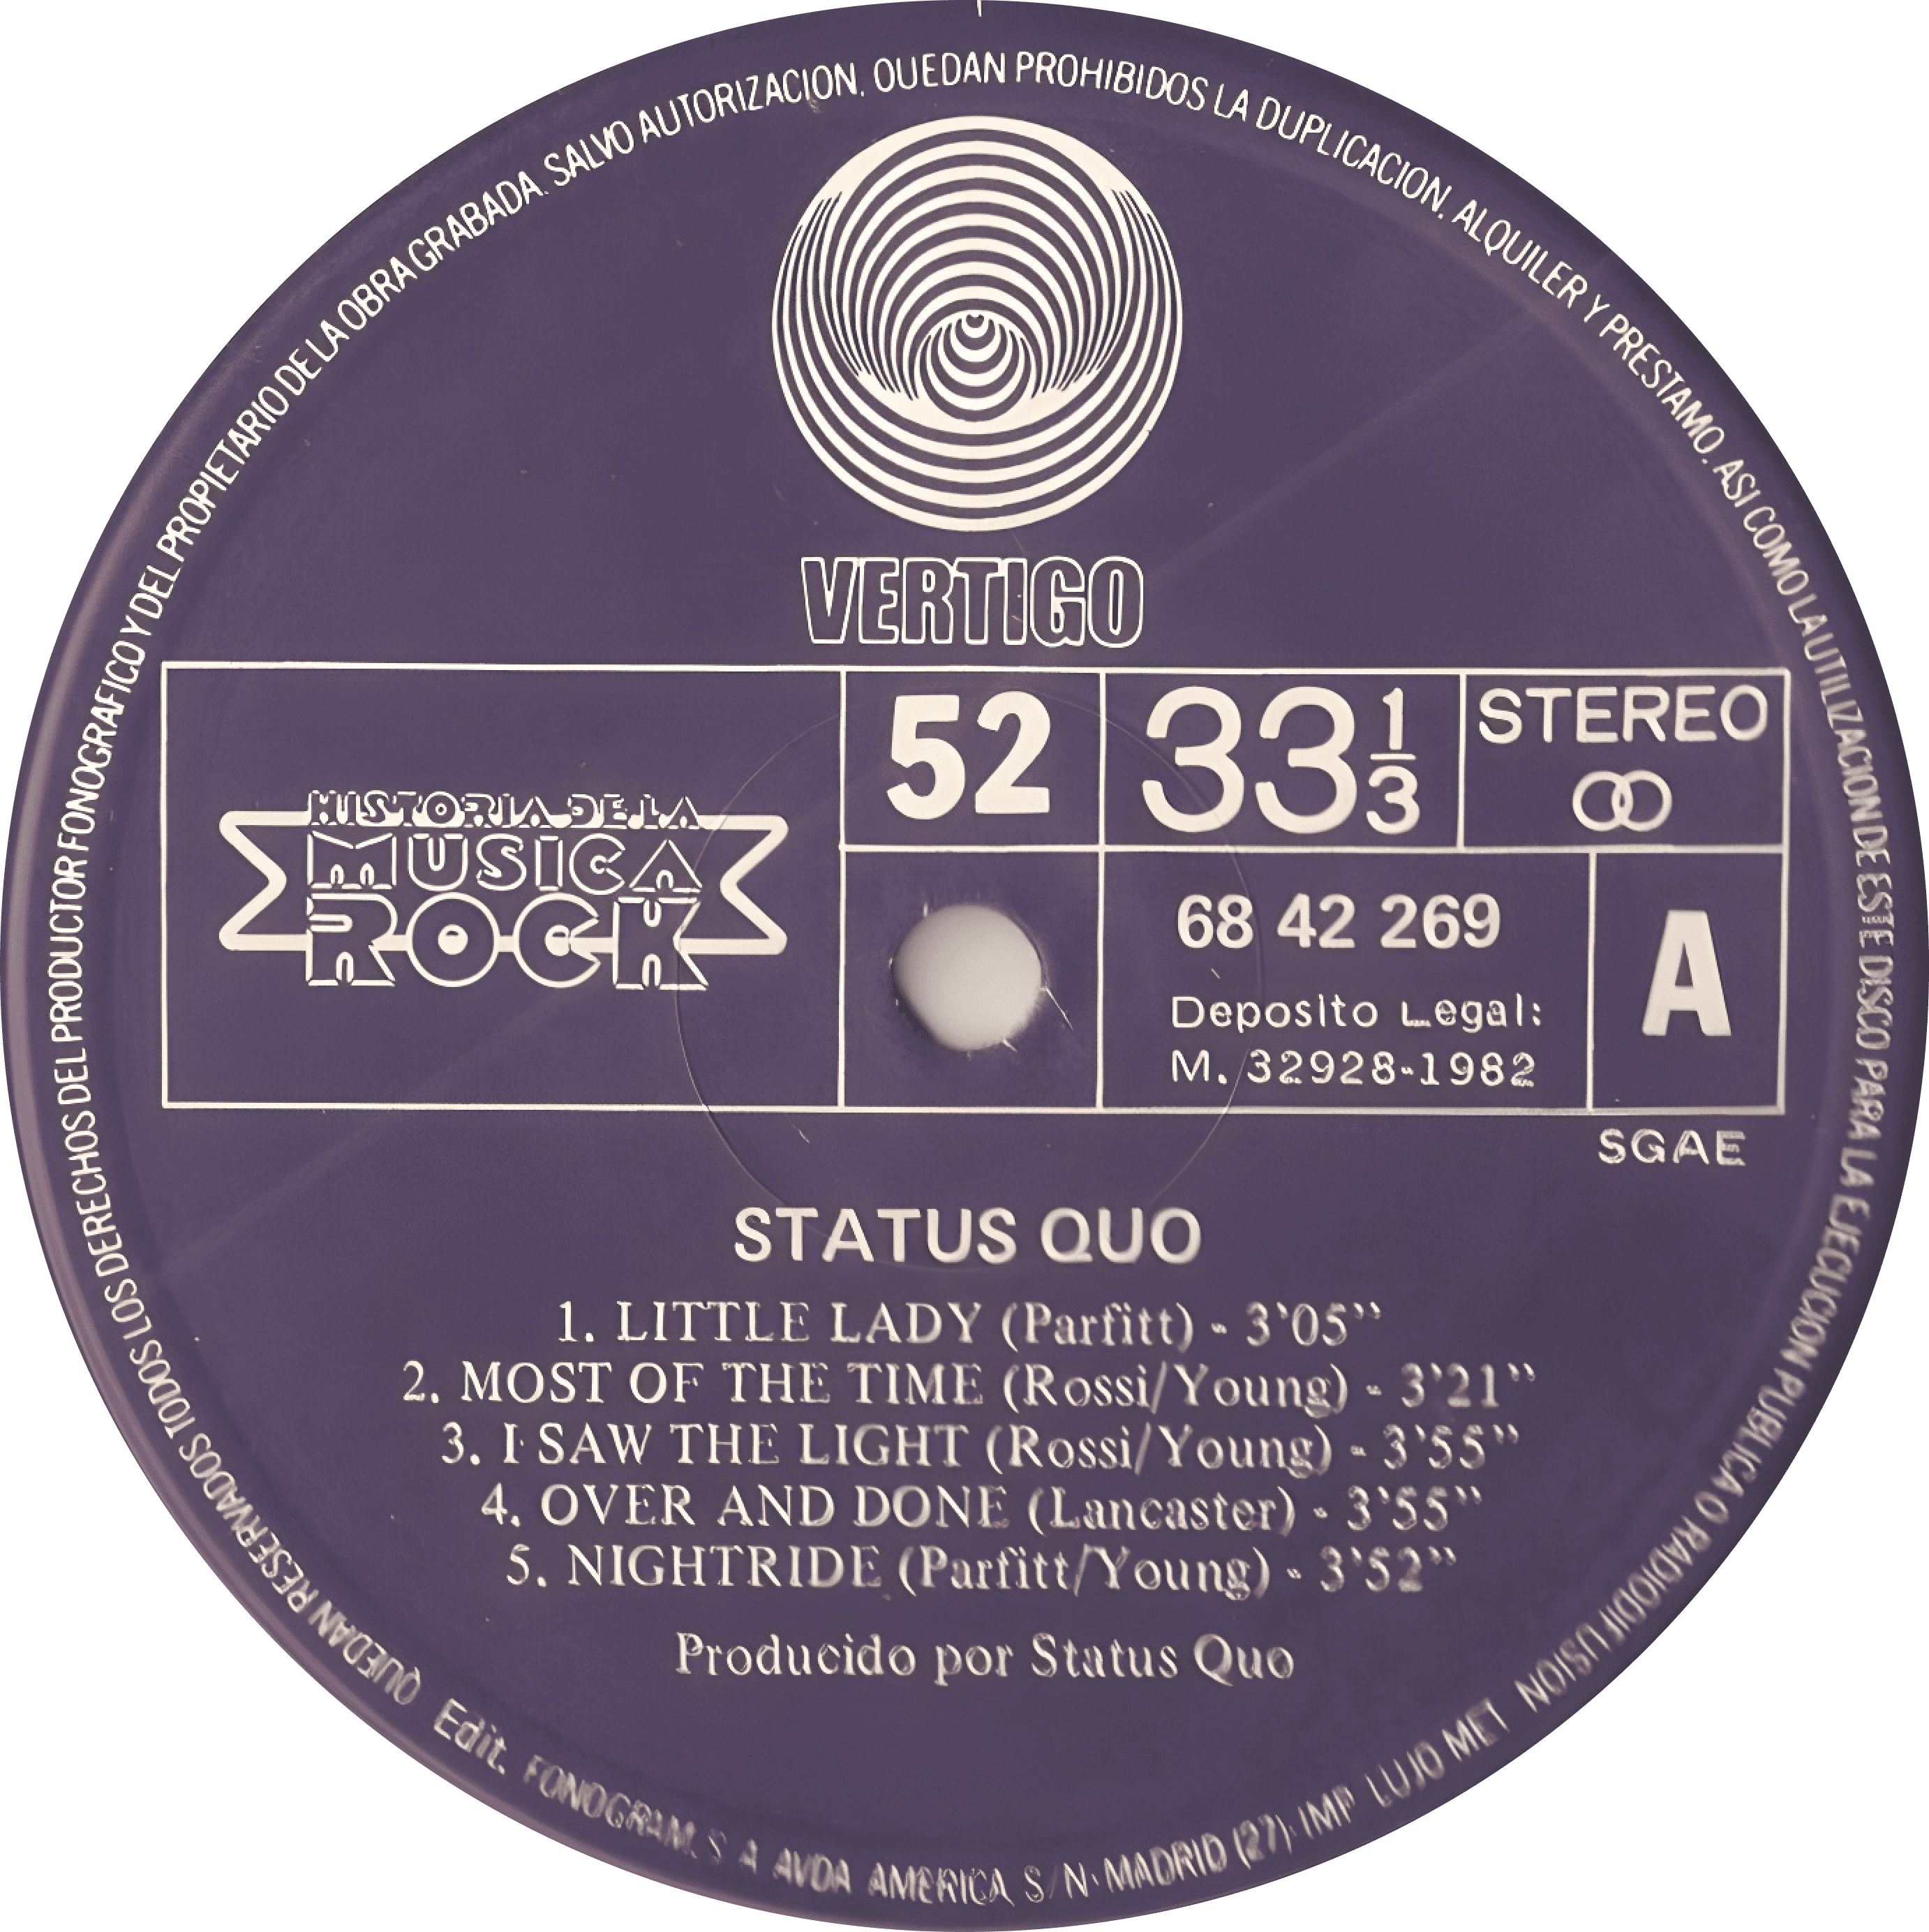 QUEDAN RESERVADOS TODOS LOS DERECHOS DEL PRODUCTOR FONOGRAFICO Y DEL PROPIETARIO DE LA OBRA GRABADA. SALVO AUTORIZACION, QUEDAN PROHIBIDOS LA DUPLICACION, ALQUILER Y PRESTAMO, ASI COMO LA UTILIZACION DE ESTE DISCO PARA LA EJECUCION PUBLICA O RADIODIFUSION
VERTIGO
HISTORIA DE LA
MUSICA
ROCK
52
33 1/3
STEREO
68 42 269
Deposito Legal:
M. 32928-1982
A
SGAE
STATUS QUO
1. LITTLE LADY (Parfitt) - 3'05''
2. MOST OF THE TIME (Rossi/Young) - 3'21''
3. I SAW THE LIGHT (Rossi/Young) - 3'55''
4. OVER AND DONE (Lancaster) - 3'55''
5. NIGHTRIDE (Parfitt/Young) - 3'52''
Producido por Status Quo
Edit. FONOGRAM, S A AVDA AMERICA, S/N·MADRID (27)·IMP LUJO MET